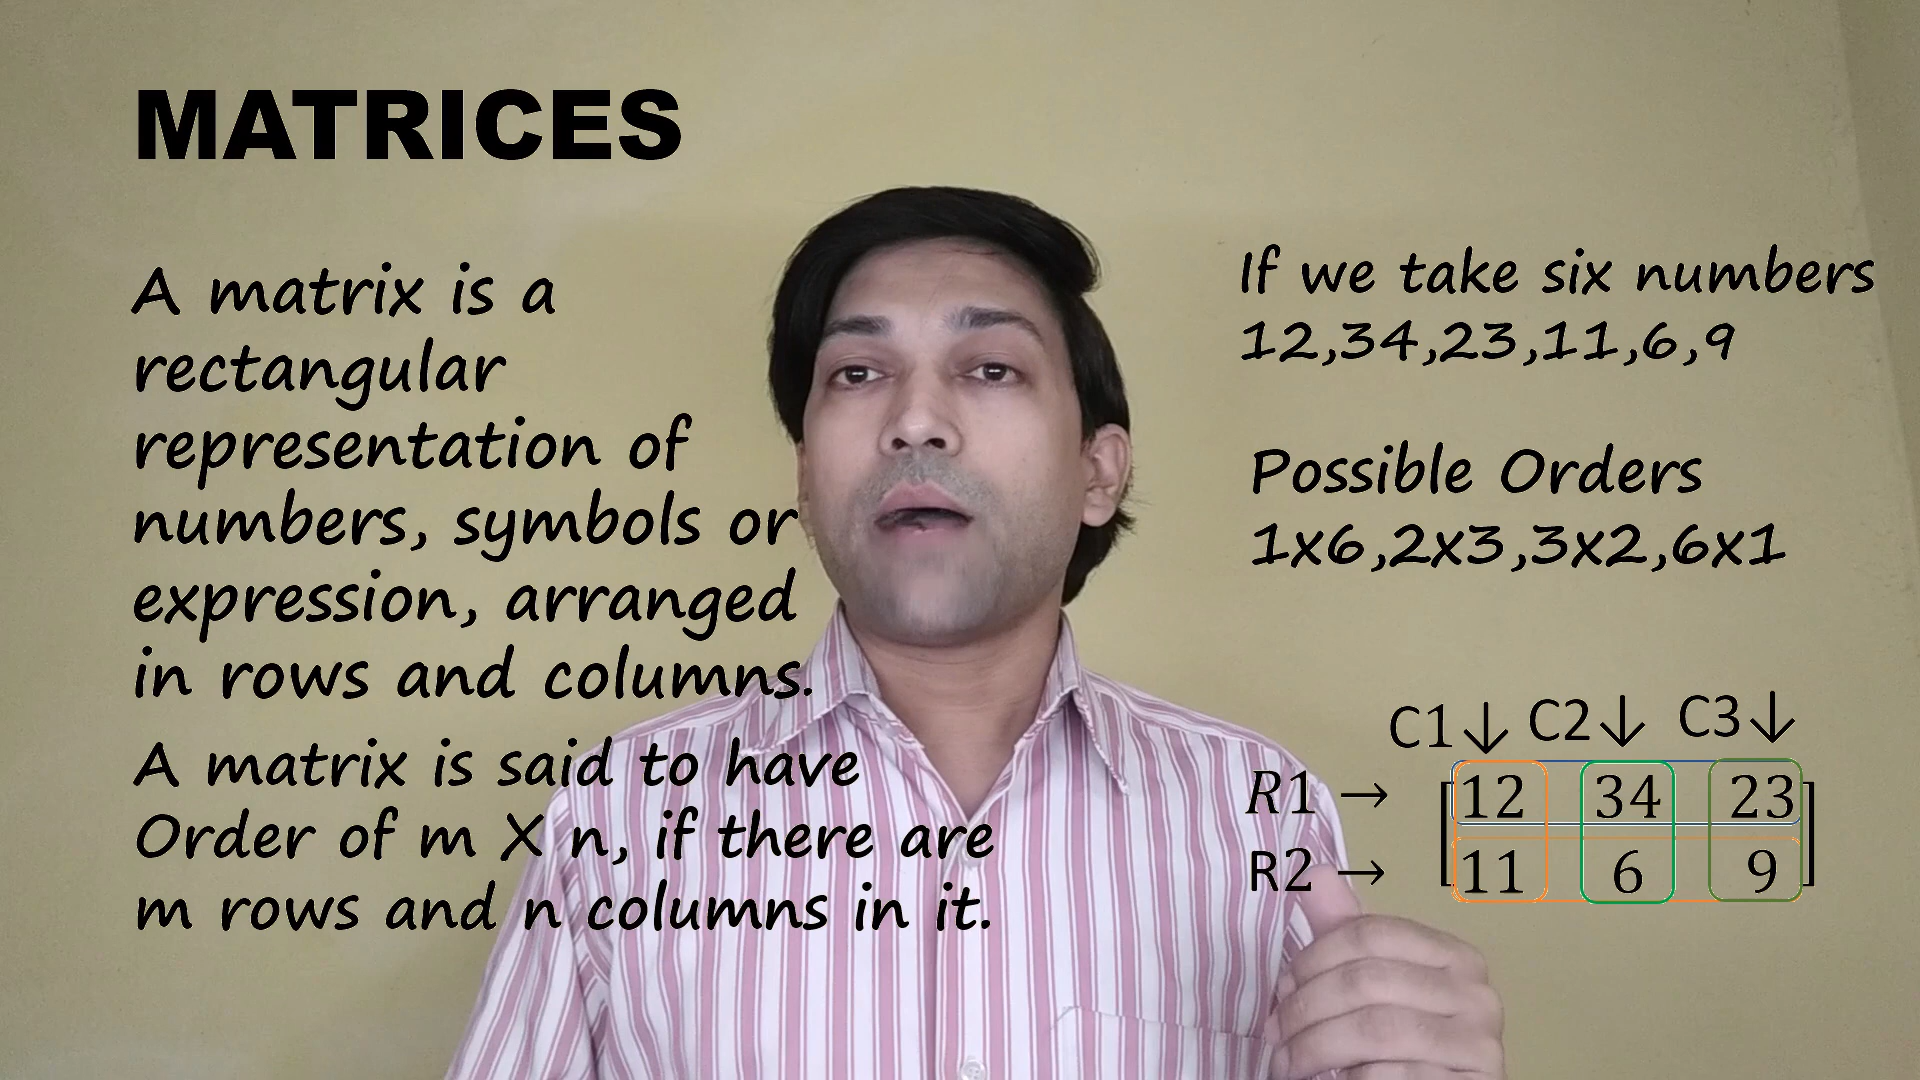 MATRICES
A matrix is a
rectangular
representation of
numbers, symbols or
expression, arranged
in rows and columns.
A matrix is said to have
Order of m X n, if there are
m rows and n columns in it.
If we take six numbers
12,34,23,11,6,9
Possible Orders
1x6,2x3,3x2,6x1
C1↓ C2↓ C3↓
R1 → [12 34 23]
R2 → [11 6 9]